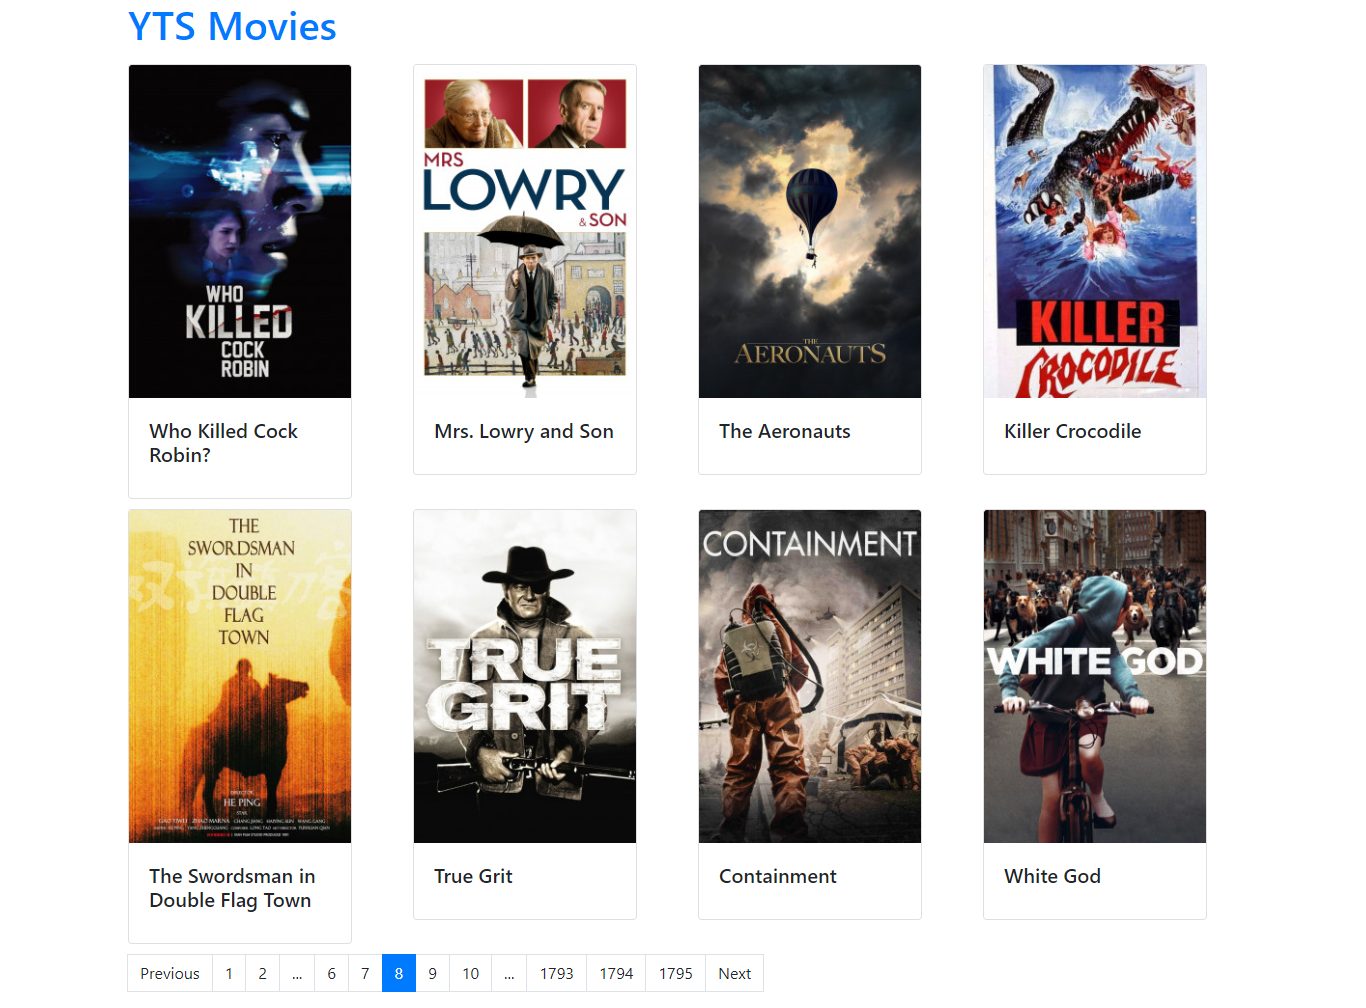 YTS Movies
WHO
KILLED
COCK
ROBIN
Who Killed Cock
Robin?
MRS
LOWRY
& SON
Mrs. Lowry and Son
THE
AERONAUTS
The Aeronauts
KILLER
CROCODILE
Killer Crocodile
THE
SWORDSMAN
IN
DOUBLE
FLAG
TOWN
HE PING
The Swordsman in
Double Flag Town
TRUE
GRIT
True Grit
CONTAINMENT
Containment
WHITE GOD
White God
Previous 1 2 ... 6 7 8 9 10 ... 1793 1794 1795 Next